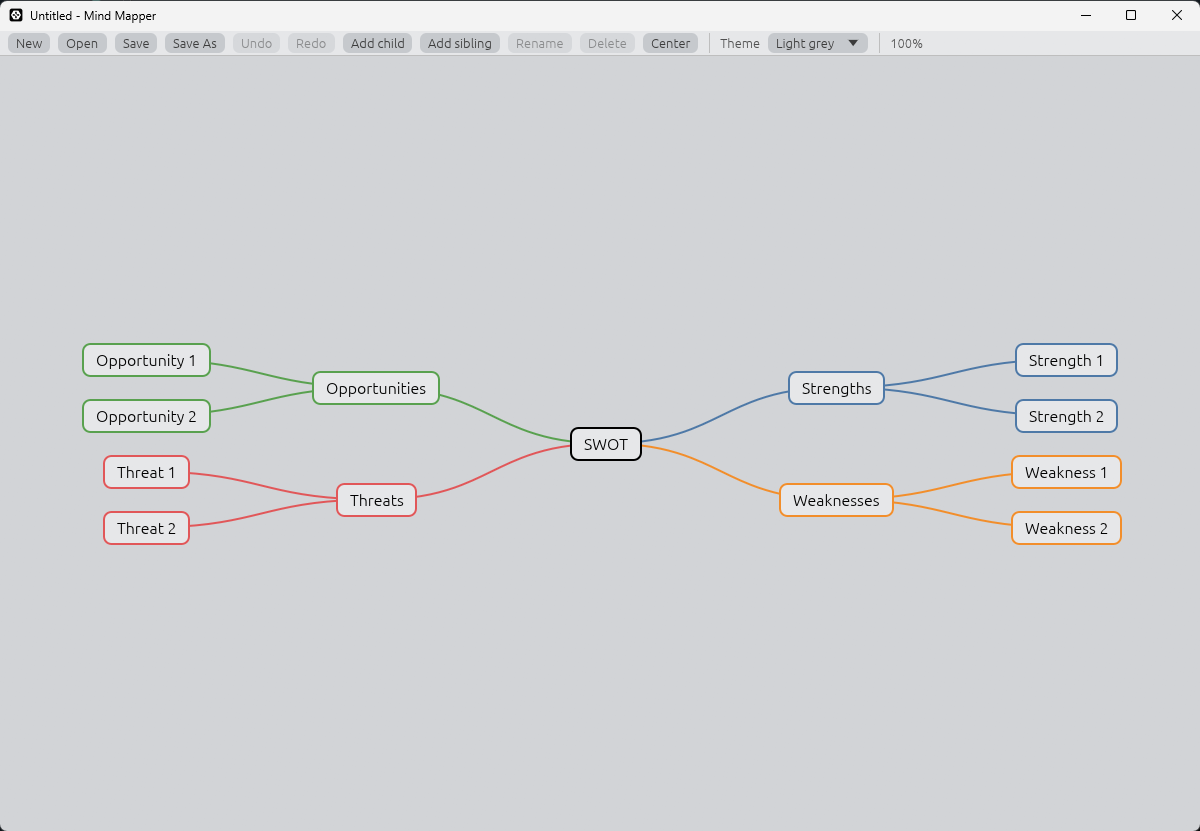 Untitled - Mind Mapper
New Open Save Save As Undo Redo Add child Add sibling Rename Delete Center Theme Light grey 100%
Opportunity 1
Opportunities
Opportunity 2
Threat 1
Threats
Threat 2
SWOT
Strengths
Strength 1
Strength 2
Weaknesses
Weakness 1
Weakness 2